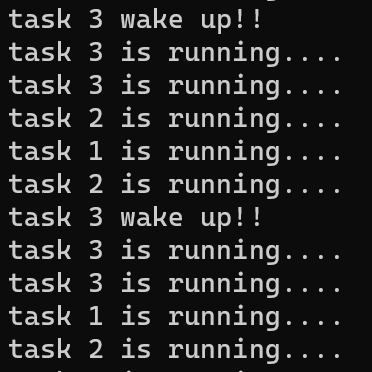 task 3 wake up!!
task 3 is running....
task 3 is running....
task 2 is running....
task 1 is running....
task 2 is running....
task 3 wake up!!
task 3 is running....
task 3 is running....
task 1 is running....
task 2 is running....